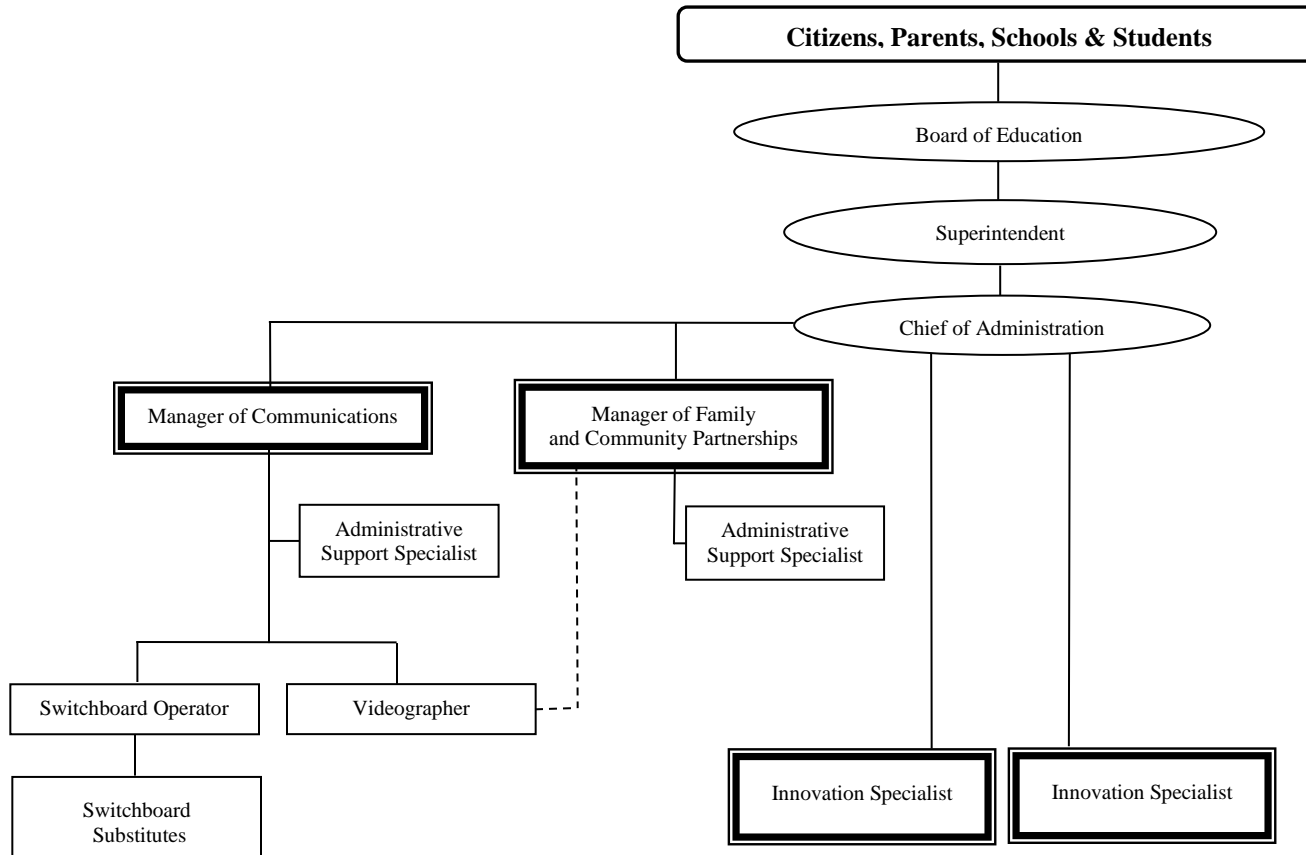 Citizens, Parents, Schools & Students
Board of Education
Superintendent
Chief of Administration
Manager of Communications
Manager of Family
and Community Partnerships
Administrative
Support Specialist
Administrative
Support Specialist
Switchboard Operator
Videographer
Switchboard
Substitutes
Innovation Specialist
Innovation Specialist